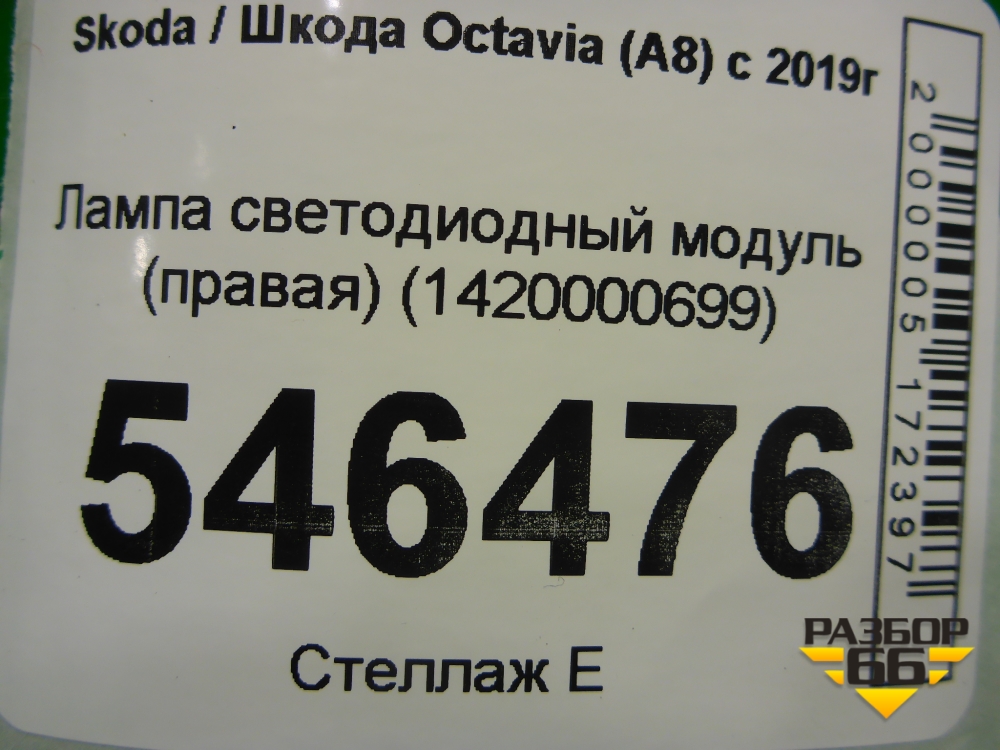 Skoda / Шкода Octavia (A8) с 2019г
Лампа светодиодный модуль
(правая) (1420000699)
546476
Стеллаж Е
2000005172397
РАЗБОР
66